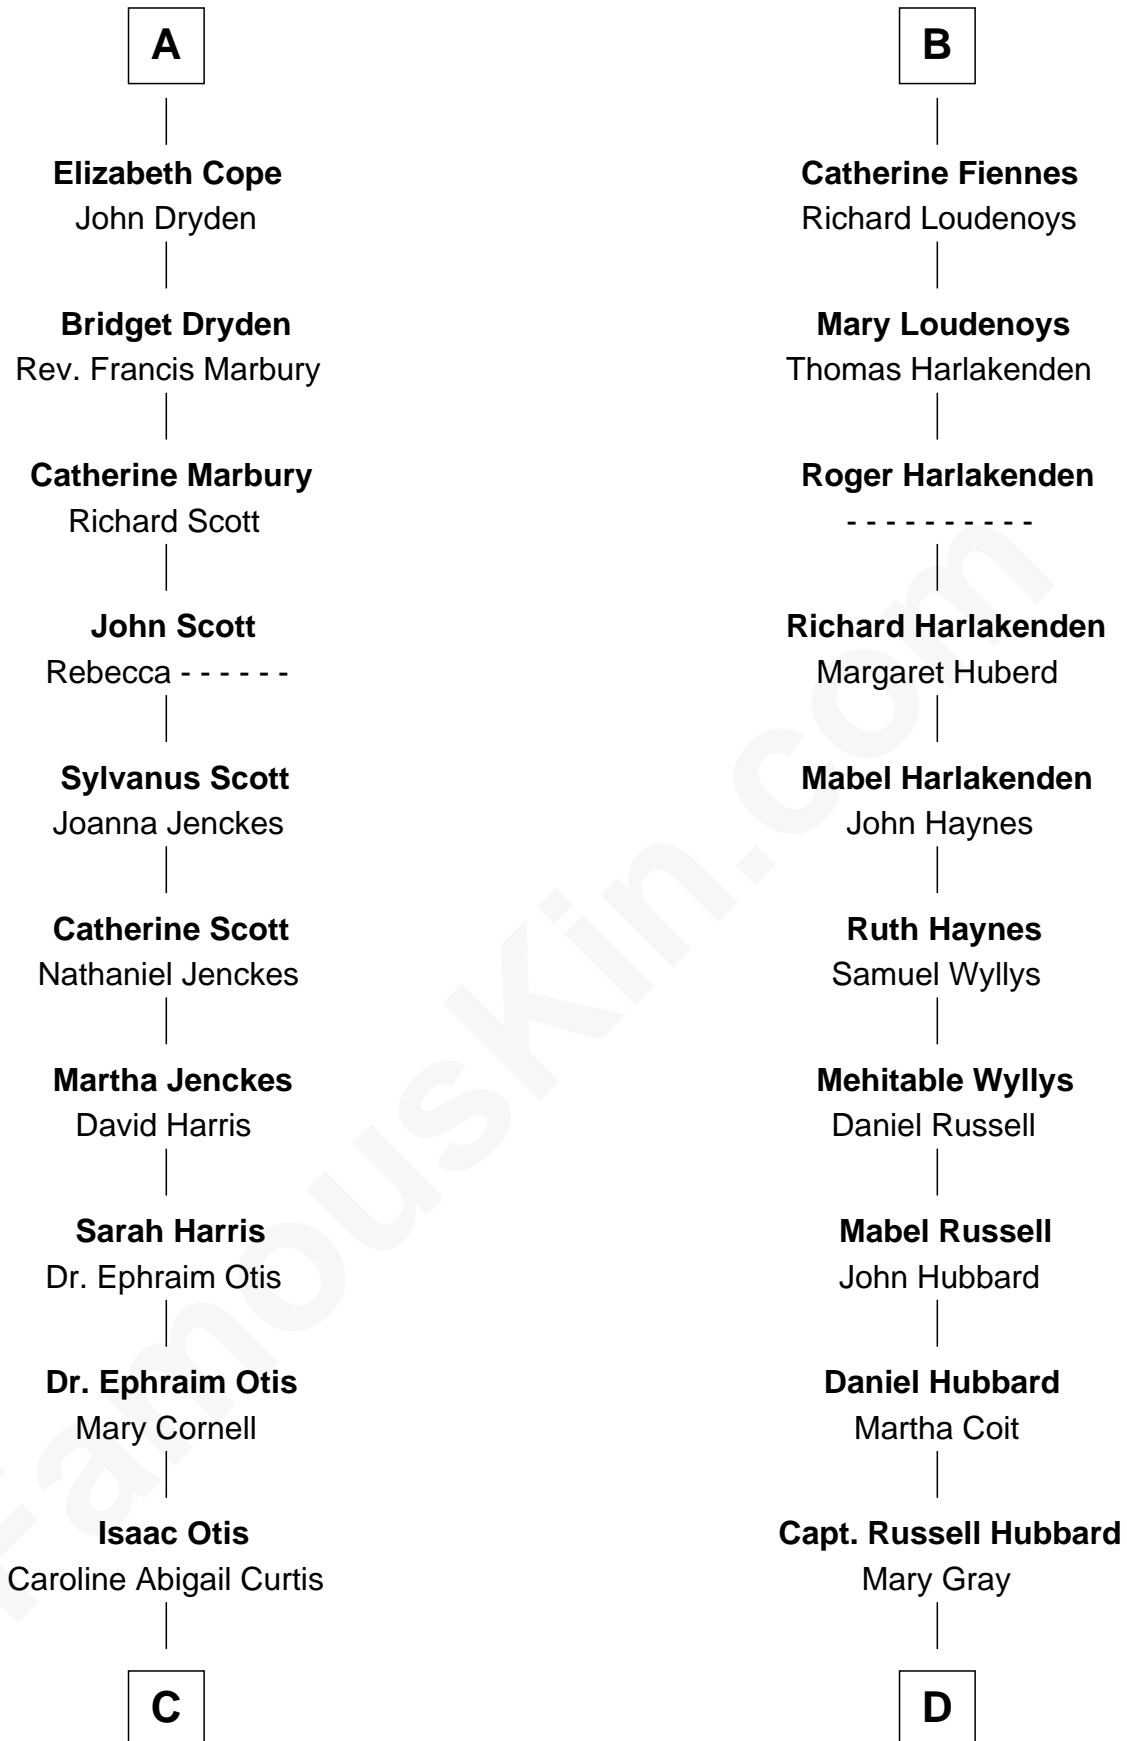 A
Elizabeth Cope
John Dryden
Bridget Dryden
Rev. Francis Marbury
Catherine Marbury
Richard Scott
John Scott
Rebecca - - - - - -
Sylvanus Scott
Joanna Jenckes
Catherine Scott
Nathaniel Jenckes
Martha Jenckes
David Harris
Sarah Harris
Dr. Ephraim Otis
Dr. Ephraim Otis
Mary Cornell
Isaac Otis
Caroline Abigail Curtis
C
B
Catherine Fiennes
Richard Loudenoys
Mary Loudenoys
Thomas Harlakenden
Roger Harlakenden
- - - - - - - - - -
Richard Harlakenden
Margaret Huberd
Mabel Harlakenden
John Haynes
Ruth Haynes
Samuel Wyllys
Mehitable Wyllys
Daniel Russell
Mabel Russell
John Hubbard
Daniel Hubbard
Martha Coit
Capt. Russell Hubbard
Mary Gray
D
FamousKin.com